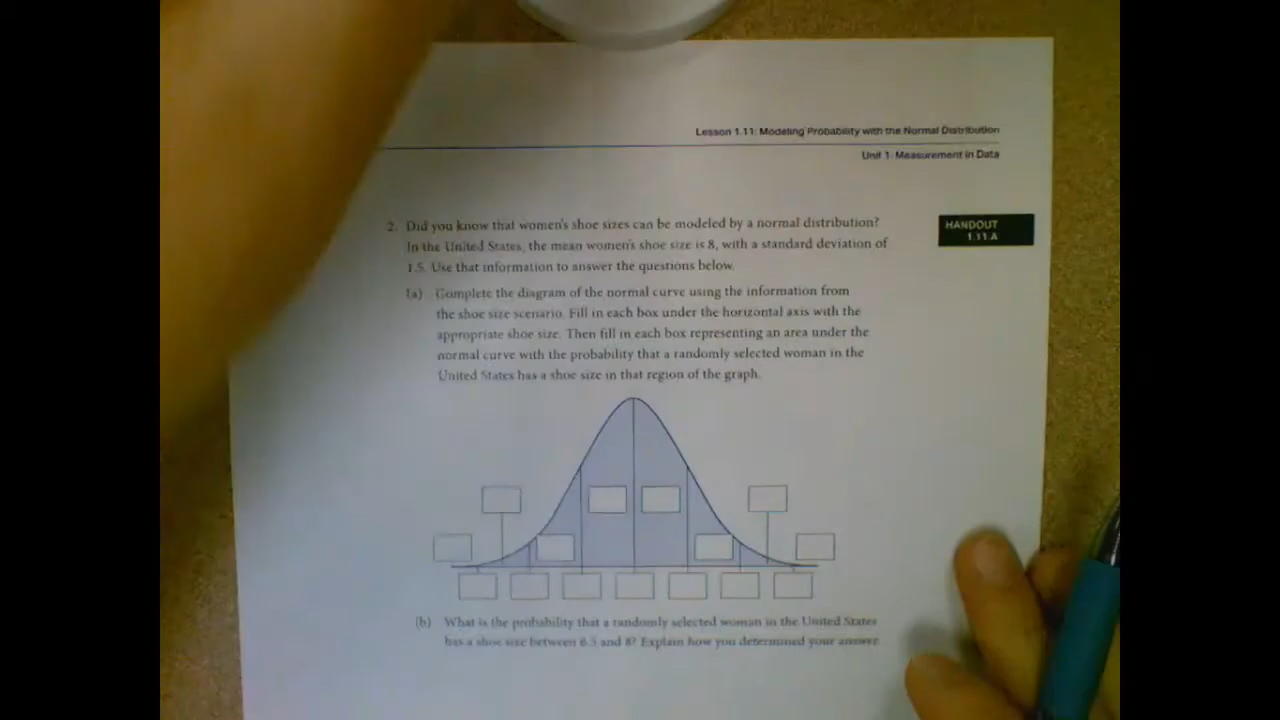 Lesson 1.11: Modeling Probability with the Normal Distribution
Unit 1: Measurement in Data
HANDOUT
1.11.A
2. Did you know that women's shoe sizes can be modeled by a normal distribution?
In the United States, the mean women's shoe size is 8, with a standard deviation of
1.5. Use that information to answer the questions below.
(a) Complete the diagram of the normal curve using the information from
the shoe size scenario. Fill in each box under the horizontal axis with the
appropriate shoe size. Then fill in each box representing an area under the
normal curve with the probability that a randomly selected woman in the
United States has a shoe size in that region of the graph.
(b) What is the probability that a randomly selected woman in the United States
has a shoe size between 6.5 and 8? Explain how you determined your answer.